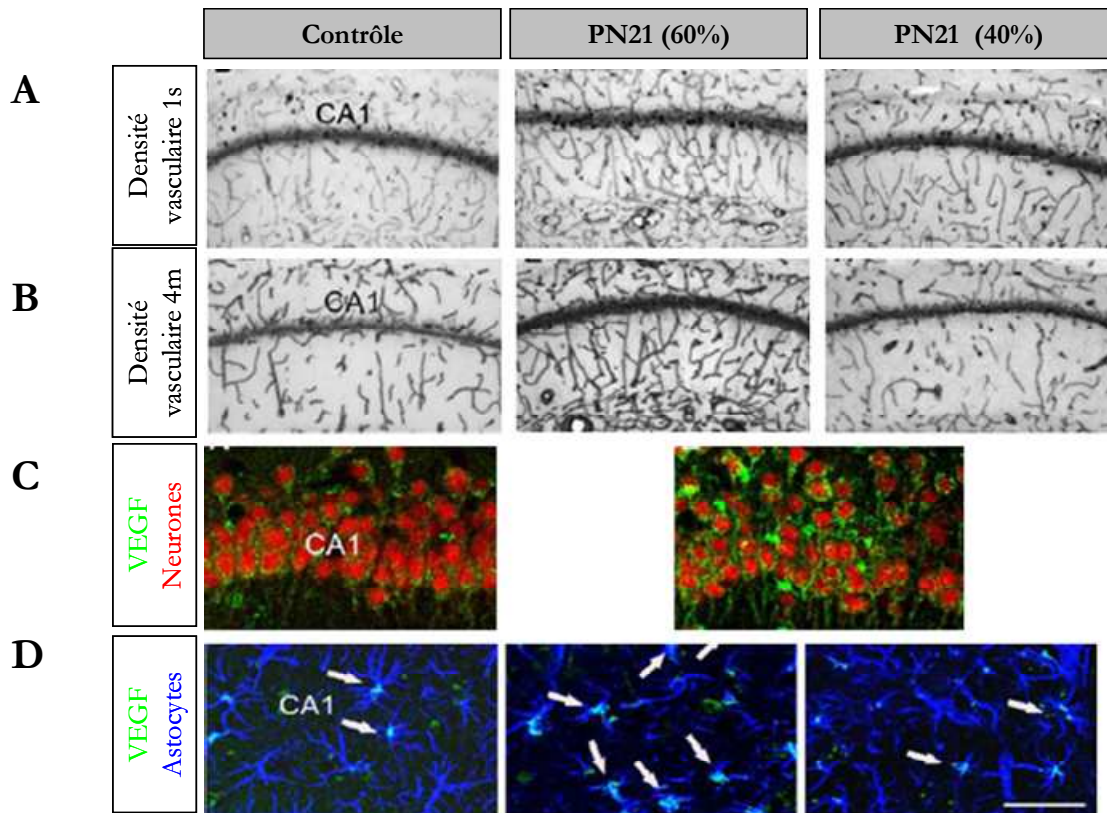 Contrôle
PN21 (60%)
PN21 (40%)
A
Densité
vasculaire 1s
CA1
B
Densité
vasculaire 4m
CA1
C
VEGF
Neurones
CA1
D
VEGF
Astocytes
CA1